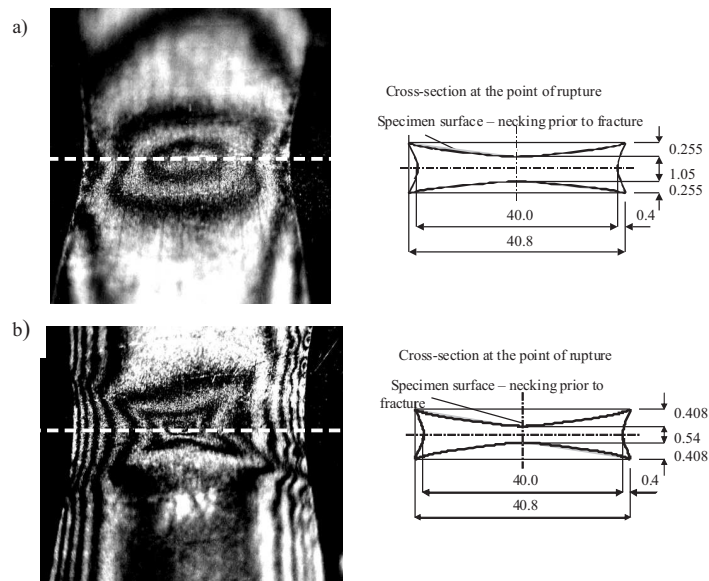 a)
Cross-section at the point of rupture
Specimen surface – necking prior to fracture
0.255
1.05
0.255
40.0
0.4
40.8
b)
Cross-section at the point of rupture
Specimen surface – necking prior to
fracture
0.408
0.54
0.408
40.0
0.4
40.8